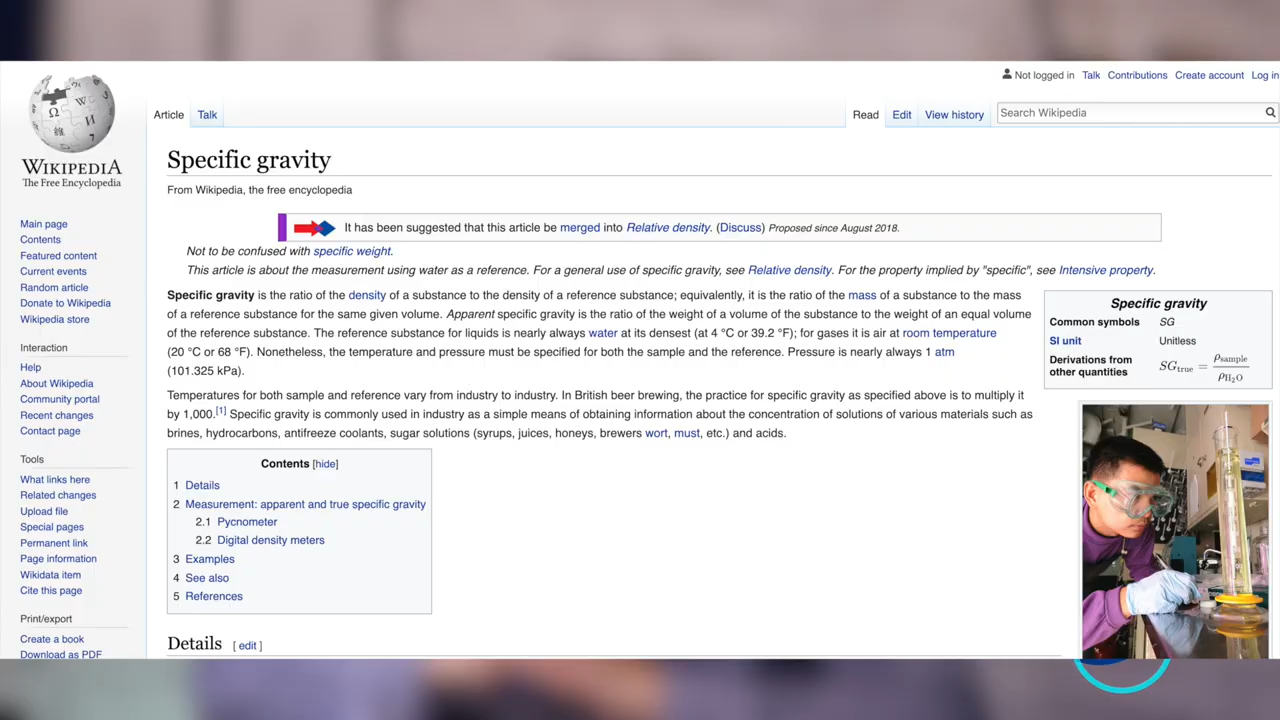 Not logged in Talk Contributions Create account Log in
Article Talk Read Edit View history Search Wikipedia
WIKIPEDIA
The Free Encyclopedia
Main page
Contents
Featured content
Current events
Random article
Donate to Wikipedia
Wikipedia store
Interaction
Help
About Wikipedia
Community portal
Recent changes
Contact page
Tools
What links here
Related changes
Upload file
Special pages
Permanent link
Page information
Wikidata item
Cite this page
Print/export
Create a book
Download as PDF
Specific gravity
From Wikipedia, the free encyclopedia
It has been suggested that this article be merged into Relative density. (Discuss) Proposed since August 2018.
Not to be confused with specific weight.
This article is about the measurement using water as a reference. For a general use of specific gravity, see Relative density. For the property implied by "specific", see Intensive property.
Specific gravity is the ratio of the density of a substance to the density of a reference substance; equivalently, it is the ratio of the mass of a substance to the mass
of a reference substance for the same given volume. Apparent specific gravity is the ratio of the weight of a volume of the substance to the weight of an equal volume
of the reference substance. The reference substance for liquids is nearly always water at its densest (at 4 °C or 39.2 °F); for gases it is air at room temperature
(20 °C or 68 °F). Nonetheless, the temperature and pressure must be specified for both the sample and the reference. Pressure is nearly always 1 atm
(101.325 kPa).
Temperatures for both sample and reference vary from industry to industry. In British beer brewing, the practice for specific gravity as specified above is to multiply it
by 1,000.[1] Specific gravity is commonly used in industry as a simple means of obtaining information about the concentration of solutions of various materials such as
brines, hydrocarbons, antifreeze coolants, sugar solutions (syrups, juices, honeys, brewers wort, must, etc.) and acids.
Contents [hide]
1 Details
2 Measurement: apparent and true specific gravity
2.1 Pycnometer
2.2 Digital density meters
3 Examples
4 See also
5 References
Details [ edit ]
Specific gravity
Common symbols SG
SI unit Unitless
Derivations from
other quantities SGtrue = ρsample / ρH2O